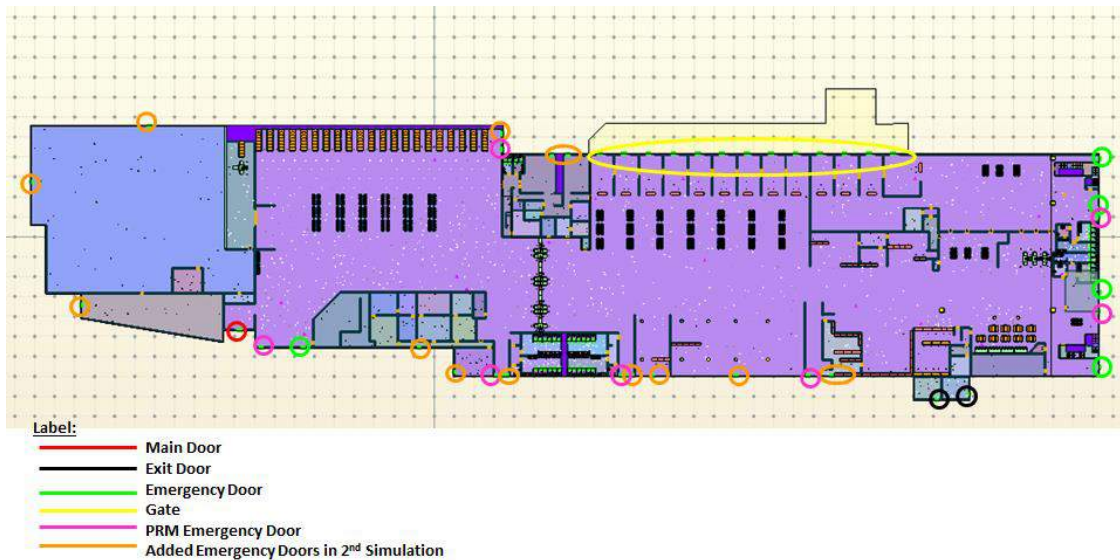 Label:
Main Door
Exit Door
Emergency Door
Gate
PRM Emergency Door
Added Emergency Doors in 2nd Simulation